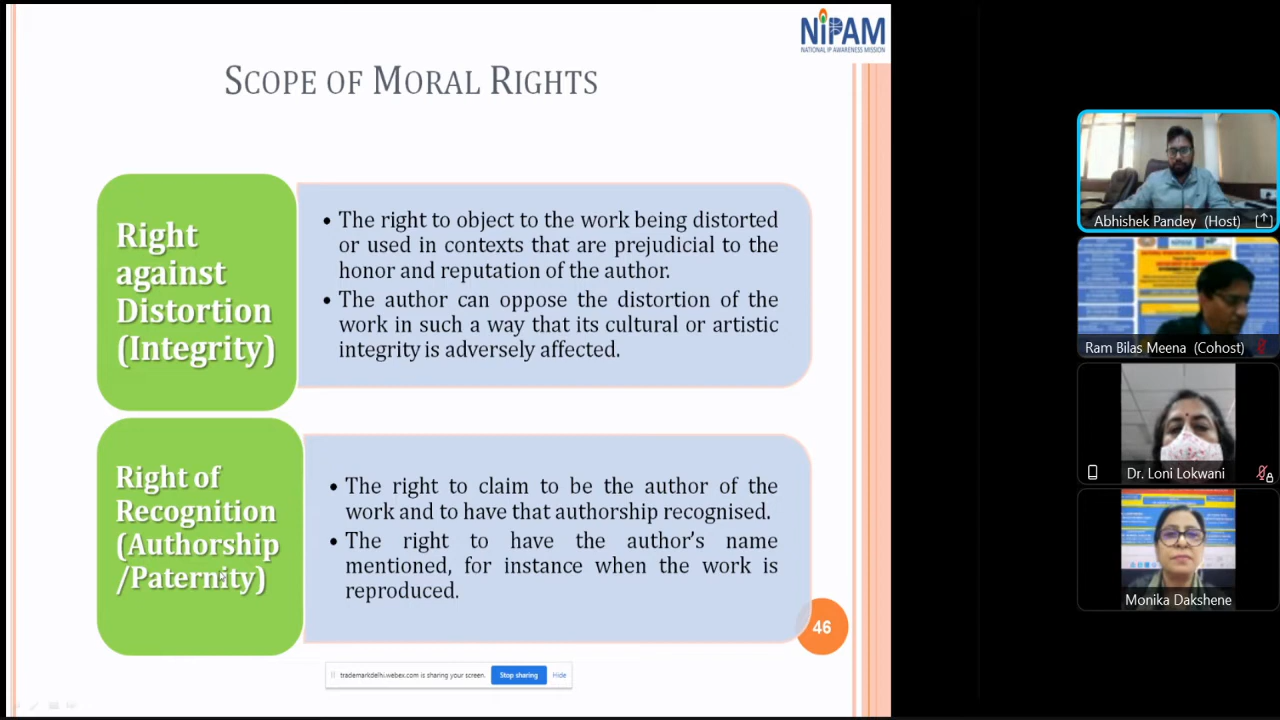 NiPAM
NATIONAL IP AWARENESS MISSION
SCOPE OF MORAL RIGHTS
Right
against
Distortion
(Integrity)
• The right to object to the work being distorted
or used in contexts that are prejudicial to the
honor and reputation of the author.
• The author can oppose the distortion of the
work in such a way that its cultural or artistic
integrity is adversely affected.
Right of
Recognition
(Authorship
/Paternity)
• The right to claim to be the author of the
work and to have that authorship recognised.
• The right to have the author's name
mentioned, for instance when the work is
reproduced.
46
trademarkdelhi.webex.com is sharing your screen.
Stop sharing
Hide
Abhishek Pandey (Host)
Ram Bilas Meena (Cohost)
Dr. Loni Lokwani
Monika Dakshene